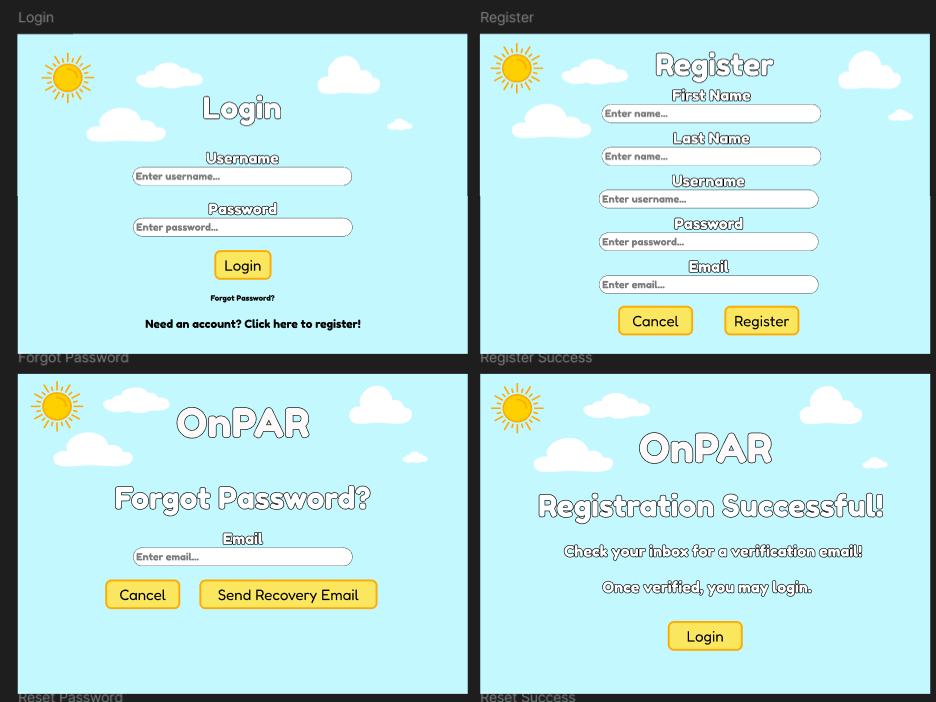 Login
Login
Username
Enter username...
Password
Enter password...
Login
Forgot Password?
Need an account? Click here to register!
Register
Register
First Name
Enter name...
Last Name
Enter name...
Username
Enter username...
Password
Enter password...
Email
Enter email...
Cancel
Register
Forgot Password
OnPAR
Forgot Password?
Email
Enter email...
Cancel
Send Recovery Email
Register Success
OnPAR
Registration Successful!
Check your inbox for a verification email!
Once verified, you may login.
Login
Reset Password
Reset Success